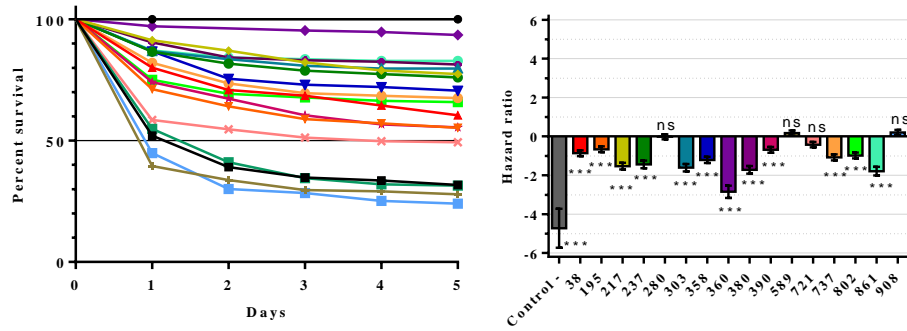 100
50
0
Percent survival
0 1 2 3 4 5
Days
6
4
2
0
-2
-4
-6
Hazard ratio
ns ns ns ns
*** *** *** *** *** *** *** *** *** *** *** *** ***
Control - 38 195 217 237 280 303 358 360 380 390 589 721 737 802 861 908